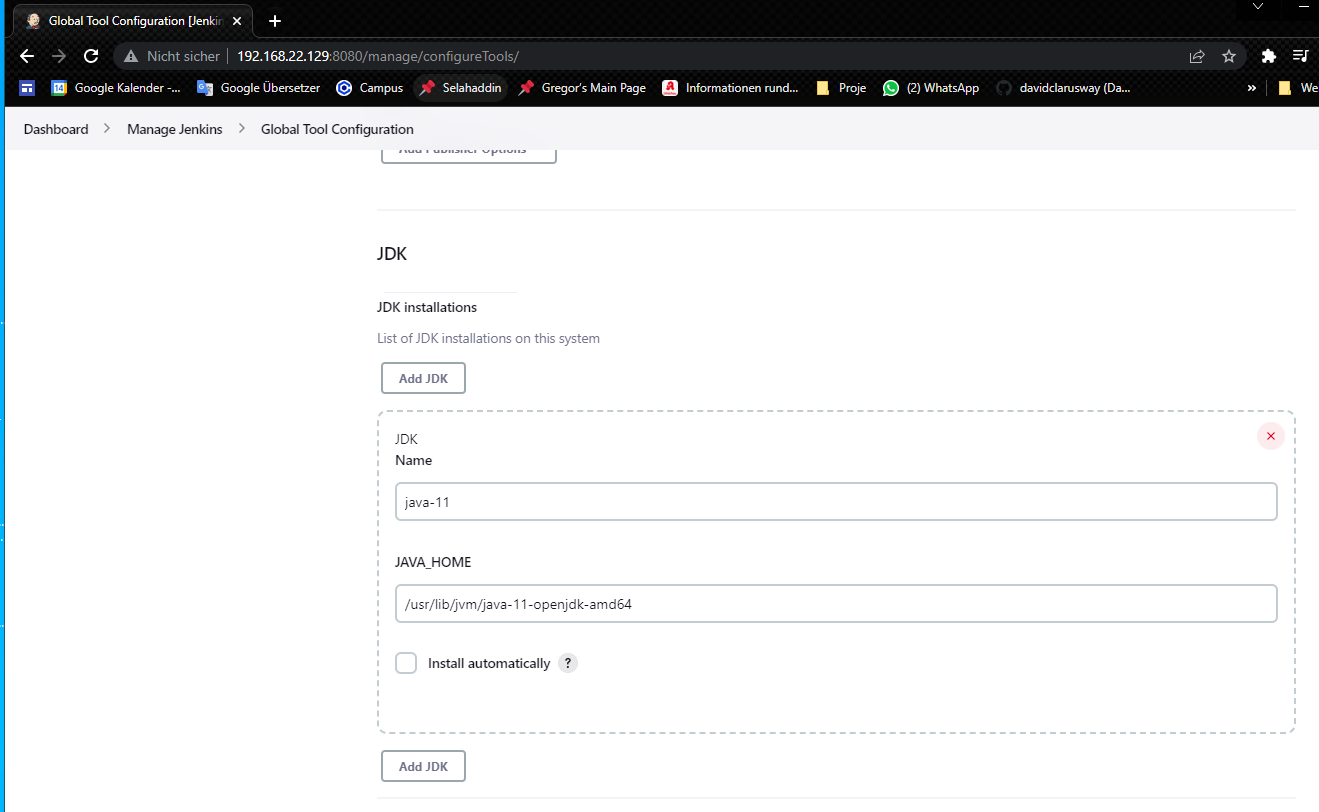 Global Tool Configuration [Jenkin
Nicht sicher 192.168.22.129:8080/manage/configureTools/
Google Kalender -... Google Übersetzer Campus Selahaddin Gregor's Main Page Informationen rund... Proje (2) WhatsApp davidclarusway (Da... » We
Dashboard > Manage Jenkins > Global Tool Configuration
Add Publisher Options
JDK
JDK installations
List of JDK installations on this system
Add JDK
JDK
Name
java-11
JAVA_HOME
/usr/lib/jvm/java-11-openjdk-amd64
Install automatically ?
Add JDK